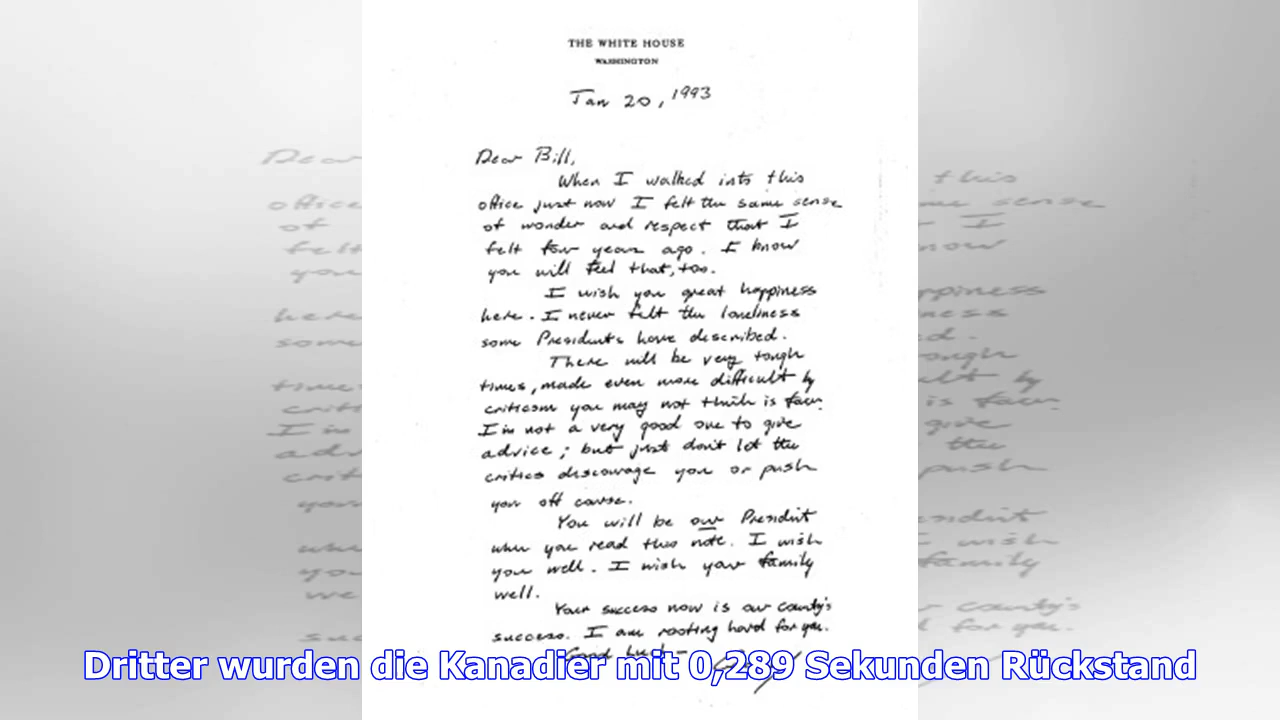 THE WHITE HOUSE
WASHINGTON
Jan 20, 1993
Dear Bill,
When I walked into this
office just now I felt the same sense
of wonder and respect that I
felt four years ago. I know
you will feel that, too.
I wish you great happiness
here. I never felt the loneliness
some Presidents have described.
There will be very tough
times, made even more difficult by
criticism you may not think is fair.
I'm not a very good one to give
advice; but just don't let the
critics discourage you or push
you off course.
You will be our President
when you read this note. I wish
you well. I wish your family
well.
Your success now is our country's
success. I am rooting hard for you.
Good Luck—
Dritter wurden die Kanadier mit 0,289 Sekunden Rückstand